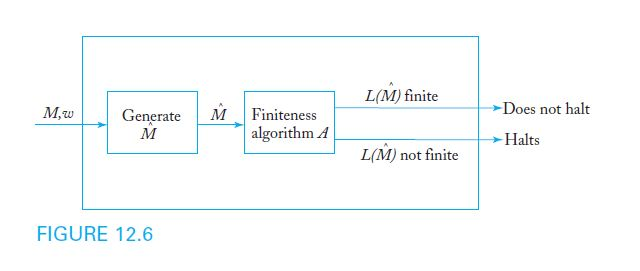 L(M̂) finite
M,w
Generate
M̂
M̂
Finiteness
algorithm A
Does not halt
Halts
L(M̂) not finite
FIGURE 12.6